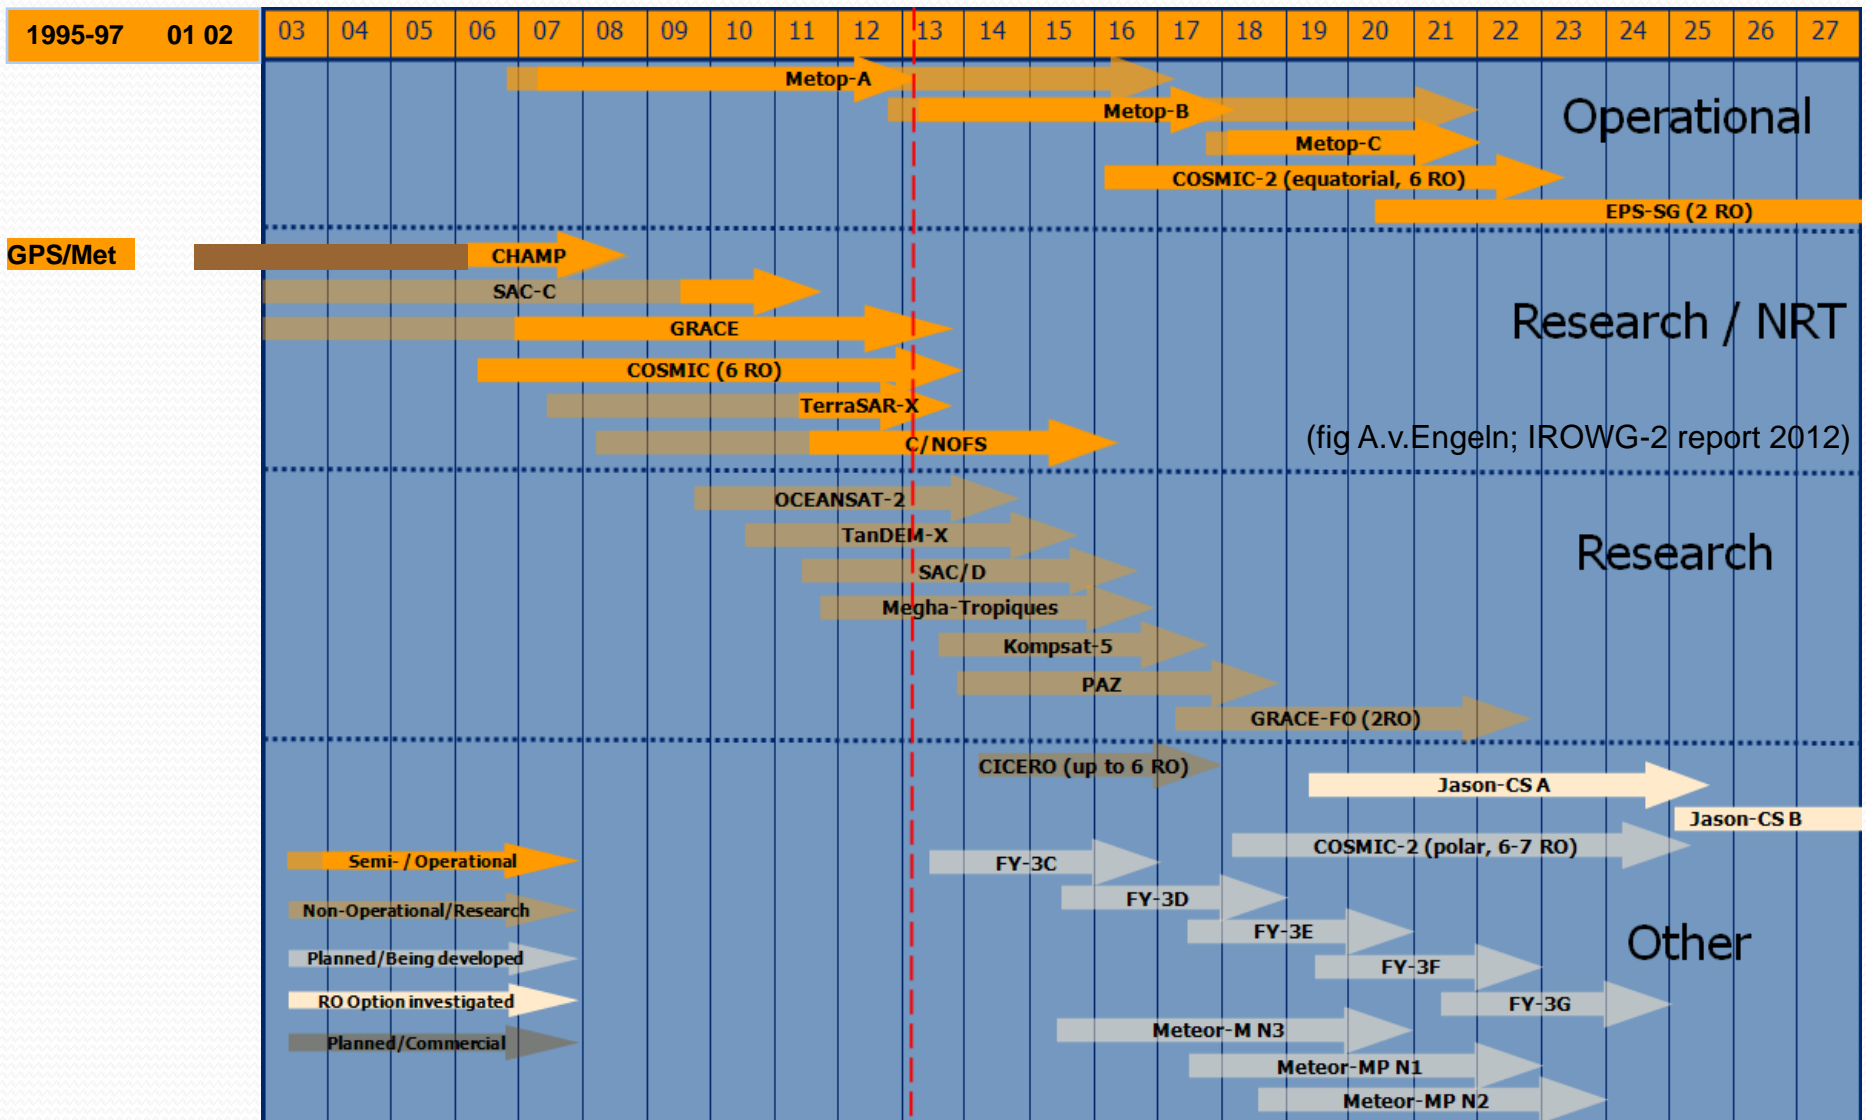 1995-97 01 02 03 04 05 06 07 08 09 10 11 12 13 14 15 16 17 18 19 20 21 22 23 24 25 26 27
Metop-A
Metop-B
Operational
Metop-C
COSMIC-2 (equatorial, 6 RO)
EPS-SG (2 RO)
GPS/Met
CHAMP
SAC-C
GRACE
Research / NRT
COSMIC (6 RO)
TerraSAR-X
C/NOFS
(fig A.v.Engeln; IROWG-2 report 2012)
OCEANSAT-2
TanDEM-X
Research
SAC/D
Megha-Tropiques
Kompsat-5
PAZ
GRACE-FO (2RO)
CICERO (up to 6 RO)
Jason-CS A
Jason-CS B
COSMIC-2 (polar, 6-7 RO)
Semi- / Operational
FY-3C
FY-3D
Non-Operational/Research
FY-3E
Other
Planned/Being developed
FY-3F
RO Option investigated
FY-3G
Meteor-M N3
Planned/Commercial
Meteor-MP N1
Meteor-MP N2